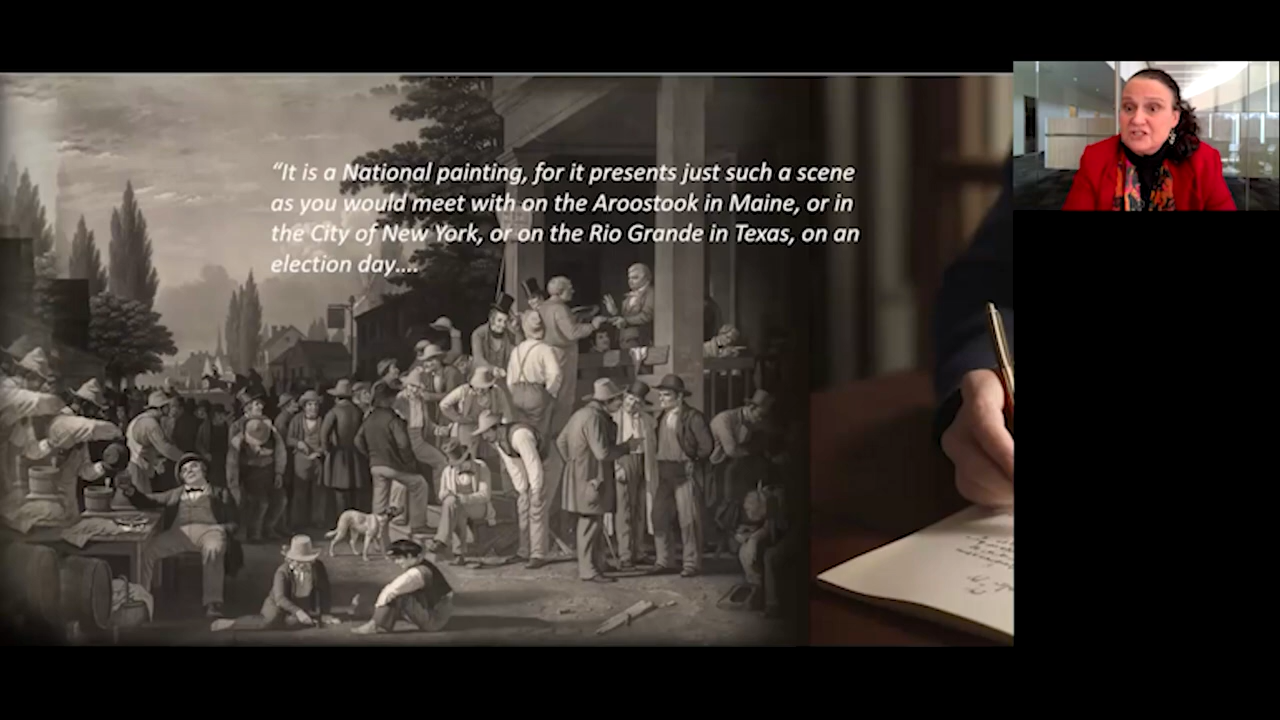 “It is a National painting, for it presents just such a scene
as you would meet with on the Aroostook in Maine, or in
the City of New York, or on the Rio Grande in Texas, on an
election day....